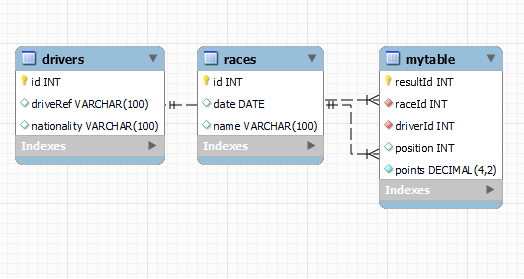 drivers
id INT
driveRef VARCHAR(100)
nationality VARCHAR(100)
Indexes
races
id INT
date DATE
name VARCHAR(100)
Indexes
mytable
resultId INT
raceId INT
driverId INT
position INT
points DECIMAL(4,2)
Indexes